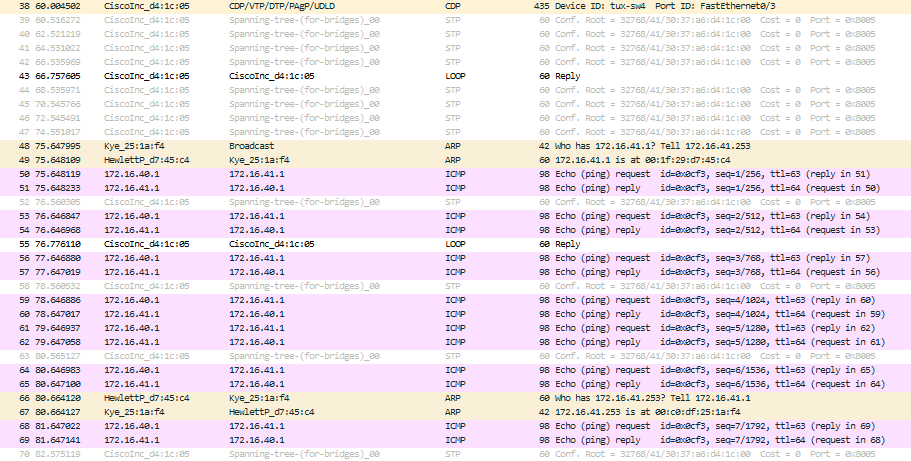 38 60.004502 CiscoInc_d4:1c:05 CDP/VTP/DTP/PAgP/UDLD CDP 435 Device ID: tux-sw4 Port ID: FastEthernet0/3
39 60.516272 CiscoInc_d4:1c:05 Spanning-tree-(for-bridges)_00 STP 60 Conf. Root = 32768/41/30:37:a6:d4:1c:00 Cost = 0 Port = 0x8005
40 62.521219 CiscoInc_d4:1c:05 Spanning-tree-(for-bridges)_00 STP 60 Conf. Root = 32768/41/30:37:a6:d4:1c:00 Cost = 0 Port = 0x8005
41 64.531022 CiscoInc_d4:1c:05 Spanning-tree-(for-bridges)_00 STP 60 Conf. Root = 32768/41/30:37:a6:d4:1c:00 Cost = 0 Port = 0x8005
42 66.535969 CiscoInc_d4:1c:05 Spanning-tree-(for-bridges)_00 STP 60 Conf. Root = 32768/41/30:37:a6:d4:1c:00 Cost = 0 Port = 0x8005
43 66.757605 CiscoInc_d4:1c:05 CiscoInc_d4:1c:05 LOOP 60 Reply
44 68.535971 CiscoInc_d4:1c:05 Spanning-tree-(for-bridges)_00 STP 60 Conf. Root = 32768/41/30:37:a6:d4:1c:00 Cost = 0 Port = 0x8005
45 70.545766 CiscoInc_d4:1c:05 Spanning-tree-(for-bridges)_00 STP 60 Conf. Root = 32768/41/30:37:a6:d4:1c:00 Cost = 0 Port = 0x8005
46 72.545491 CiscoInc_d4:1c:05 Spanning-tree-(for-bridges)_00 STP 60 Conf. Root = 32768/41/30:37:a6:d4:1c:00 Cost = 0 Port = 0x8005
47 74.551017 CiscoInc_d4:1c:05 Spanning-tree-(for-bridges)_00 STP 60 Conf. Root = 32768/41/30:37:a6:d4:1c:00 Cost = 0 Port = 0x8005
48 75.647995 Kye_25:1a:f4 Broadcast ARP 42 Who has 172.16.41.1? Tell 172.16.41.253
49 75.648109 HewlettP_d7:45:c4 Kye_25:1a:f4 ARP 60 172.16.41.1 is at 00:1f:29:d7:45:c4
50 75.648119 172.16.40.1 172.16.41.1 ICMP 98 Echo (ping) request id=0x0cf3, seq=1/256, ttl=63 (reply in 51)
51 75.648233 172.16.41.1 172.16.40.1 ICMP 98 Echo (ping) reply id=0x0cf3, seq=1/256, ttl=64 (request in 50)
52 76.560305 CiscoInc_d4:1c:05 Spanning-tree-(for-bridges)_00 STP 60 Conf. Root = 32768/41/30:37:a6:d4:1c:00 Cost = 0 Port = 0x8005
53 76.646847 172.16.40.1 172.16.41.1 ICMP 98 Echo (ping) request id=0x0cf3, seq=2/512, ttl=63 (reply in 54)
54 76.646968 172.16.41.1 172.16.40.1 ICMP 98 Echo (ping) reply id=0x0cf3, seq=2/512, ttl=64 (request in 53)
55 76.776110 CiscoInc_d4:1c:05 CiscoInc_d4:1c:05 LOOP 60 Reply
56 77.646880 172.16.40.1 172.16.41.1 ICMP 98 Echo (ping) request id=0x0cf3, seq=3/768, ttl=63 (reply in 57)
57 77.647019 172.16.41.1 172.16.40.1 ICMP 98 Echo (ping) reply id=0x0cf3, seq=3/768, ttl=64 (request in 56)
58 78.560532 CiscoInc_d4:1c:05 Spanning-tree-(for-bridges)_00 STP 60 Conf. Root = 32768/41/30:37:a6:d4:1c:00 Cost = 0 Port = 0x8005
59 78.646886 172.16.40.1 172.16.41.1 ICMP 98 Echo (ping) request id=0x0cf3, seq=4/1024, ttl=63 (reply in 60)
60 78.647017 172.16.41.1 172.16.40.1 ICMP 98 Echo (ping) reply id=0x0cf3, seq=4/1024, ttl=64 (request in 59)
61 79.646937 172.16.40.1 172.16.41.1 ICMP 98 Echo (ping) request id=0x0cf3, seq=5/1280, ttl=63 (reply in 62)
62 79.647058 172.16.41.1 172.16.40.1 ICMP 98 Echo (ping) reply id=0x0cf3, seq=5/1280, ttl=64 (request in 61)
63 80.565127 CiscoInc_d4:1c:05 Spanning-tree-(for-bridges)_00 STP 60 Conf. Root = 32768/41/30:37:a6:d4:1c:00 Cost = 0 Port = 0x8005
64 80.646983 172.16.40.1 172.16.41.1 ICMP 98 Echo (ping) request id=0x0cf3, seq=6/1536, ttl=63 (reply in 65)
65 80.647100 172.16.41.1 172.16.40.1 ICMP 98 Echo (ping) reply id=0x0cf3, seq=6/1536, ttl=64 (request in 64)
66 80.664120 HewlettP_d7:45:c4 Kye_25:1a:f4 ARP 60 Who has 172.16.41.253? Tell 172.16.41.1
67 80.664127 Kye_25:1a:f4 HewlettP_d7:45:c4 ARP 42 172.16.41.253 is at 00:c0:df:25:1a:f4
68 81.647022 172.16.40.1 172.16.41.1 ICMP 98 Echo (ping) request id=0x0cf3, seq=7/1792, ttl=63 (reply in 69)
69 81.647141 172.16.41.1 172.16.40.1 ICMP 98 Echo (ping) reply id=0x0cf3, seq=7/1792, ttl=64 (request in 68)
70 82.575119 CiscoInc_d4:1c:05 Spanning-tree-(for-bridges)_00 STP 60 Conf. Root = 32768/41/30:37:a6:d4:1c:00 Cost = 0 Port = 0x8005